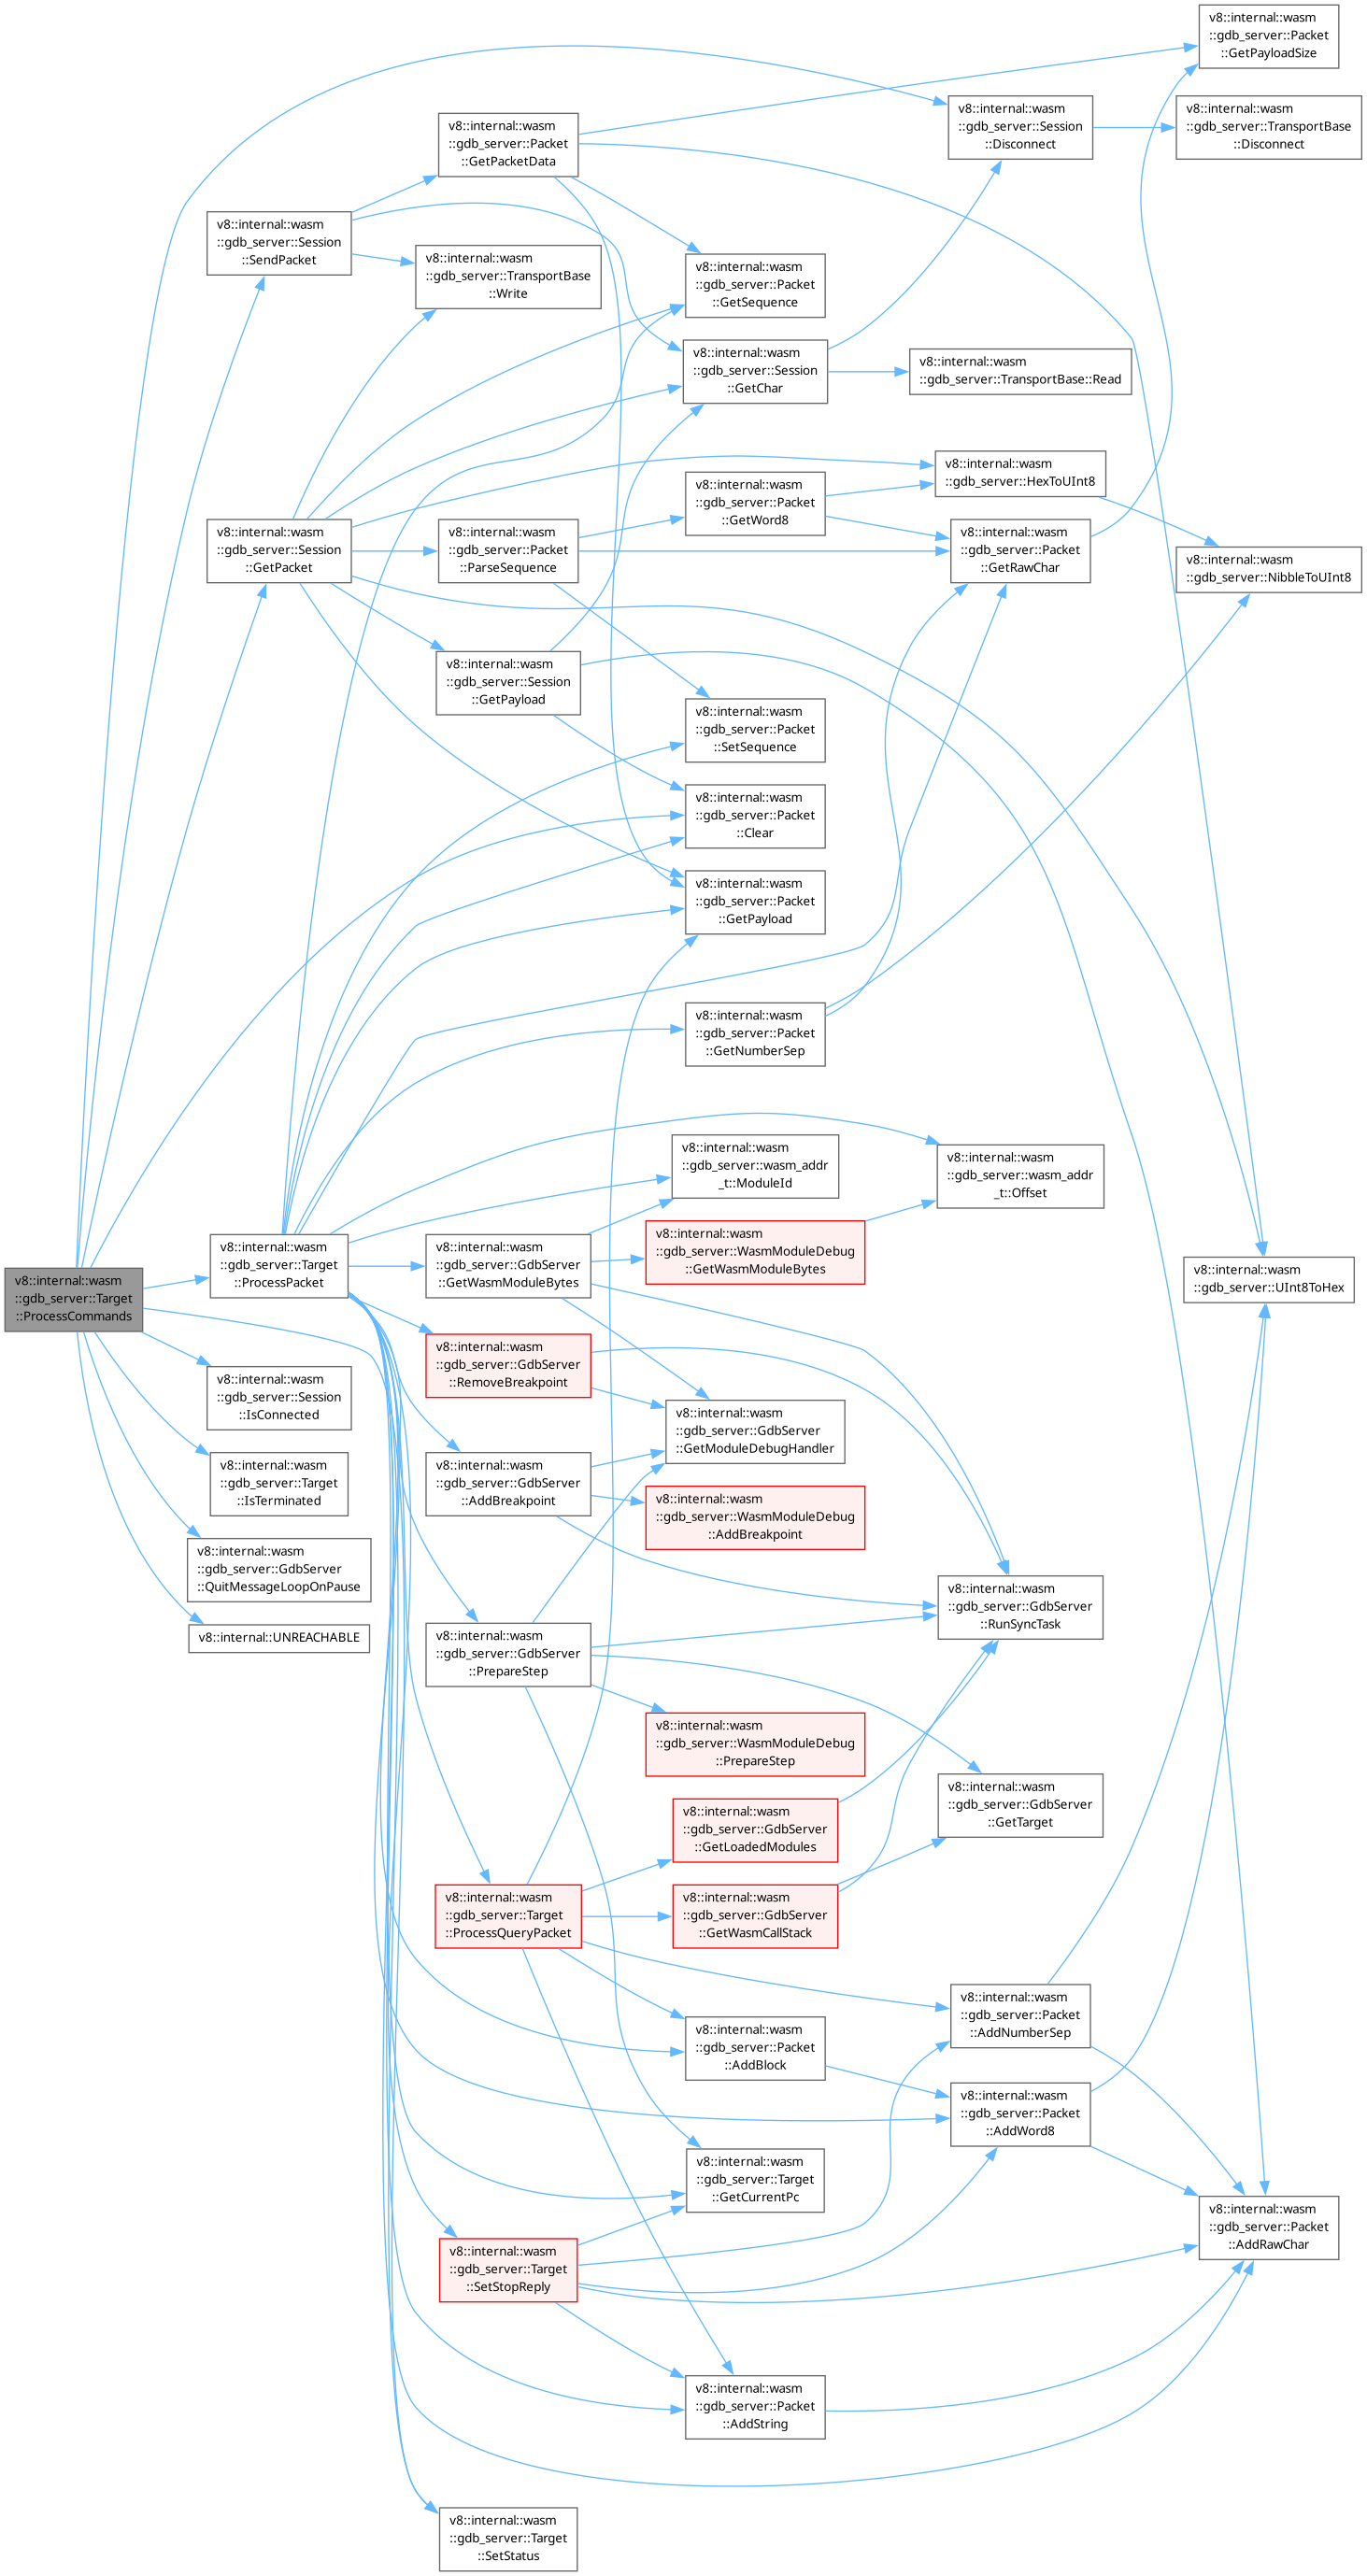 v8::internal::wasm
::gdb_server::Target
::ProcessCommands
v8::internal::wasm
::gdb_server::Session
::SendPacket
v8::internal::wasm
::gdb_server::Session
::GetPacket
v8::internal::wasm
::gdb_server::Target
::ProcessPacket
v8::internal::wasm
::gdb_server::Session
::IsConnected
v8::internal::wasm
::gdb_server::Target
::IsTerminated
v8::internal::wasm
::gdb_server::GdbServer
::QuitMessageLoopOnPause
v8::internal::UNREACHABLE
v8::internal::wasm
::gdb_server::Packet
::GetPacketData
v8::internal::wasm
::gdb_server::TransportBase
::Write
v8::internal::wasm
::gdb_server::Packet
::ParseSequence
v8::internal::wasm
::gdb_server::Session
::GetPayload
v8::internal::wasm
::gdb_server::GdbServer
::GetWasmModuleBytes
v8::internal::wasm
::gdb_server::GdbServer
::RemoveBreakpoint
v8::internal::wasm
::gdb_server::GdbServer
::AddBreakpoint
v8::internal::wasm
::gdb_server::GdbServer
::PrepareStep
v8::internal::wasm
::gdb_server::Target
::ProcessQueryPacket
v8::internal::wasm
::gdb_server::Target
::SetStopReply
v8::internal::wasm
::gdb_server::Target
::SetStatus
v8::internal::wasm
::gdb_server::Packet
::GetSequence
v8::internal::wasm
::gdb_server::Session
::GetChar
v8::internal::wasm
::gdb_server::Packet
::GetWord8
v8::internal::wasm
::gdb_server::Packet
::SetSequence
v8::internal::wasm
::gdb_server::Packet
::Clear
v8::internal::wasm
::gdb_server::Packet
::GetPayload
v8::internal::wasm
::gdb_server::Packet
::GetNumberSep
v8::internal::wasm
::gdb_server::wasm_addr
_t::ModuleId
v8::internal::wasm
::gdb_server::WasmModuleDebug
::GetWasmModuleBytes
v8::internal::wasm
::gdb_server::GdbServer
::GetModuleDebugHandler
v8::internal::wasm
::gdb_server::WasmModuleDebug
::AddBreakpoint
v8::internal::wasm
::gdb_server::WasmModuleDebug
::PrepareStep
v8::internal::wasm
::gdb_server::GdbServer
::GetLoadedModules
v8::internal::wasm
::gdb_server::GdbServer
::GetWasmCallStack
v8::internal::wasm
::gdb_server::Packet
::AddBlock
v8::internal::wasm
::gdb_server::Target
::GetCurrentPc
v8::internal::wasm
::gdb_server::Packet
::AddString
v8::internal::wasm
::gdb_server::Session
::Disconnect
v8::internal::wasm
::gdb_server::TransportBase::Read
v8::internal::wasm
::gdb_server::HexToUInt8
v8::internal::wasm
::gdb_server::Packet
::GetRawChar
v8::internal::wasm
::gdb_server::wasm_addr
_t::Offset
v8::internal::wasm
::gdb_server::GdbServer
::RunSyncTask
v8::internal::wasm
::gdb_server::GdbServer
::GetTarget
v8::internal::wasm
::gdb_server::Packet
::AddNumberSep
v8::internal::wasm
::gdb_server::Packet
::AddWord8
v8::internal::wasm
::gdb_server::Packet
::GetPayloadSize
v8::internal::wasm
::gdb_server::TransportBase
::Disconnect
v8::internal::wasm
::gdb_server::NibbleToUInt8
v8::internal::wasm
::gdb_server::UInt8ToHex
v8::internal::wasm
::gdb_server::Packet
::AddRawChar